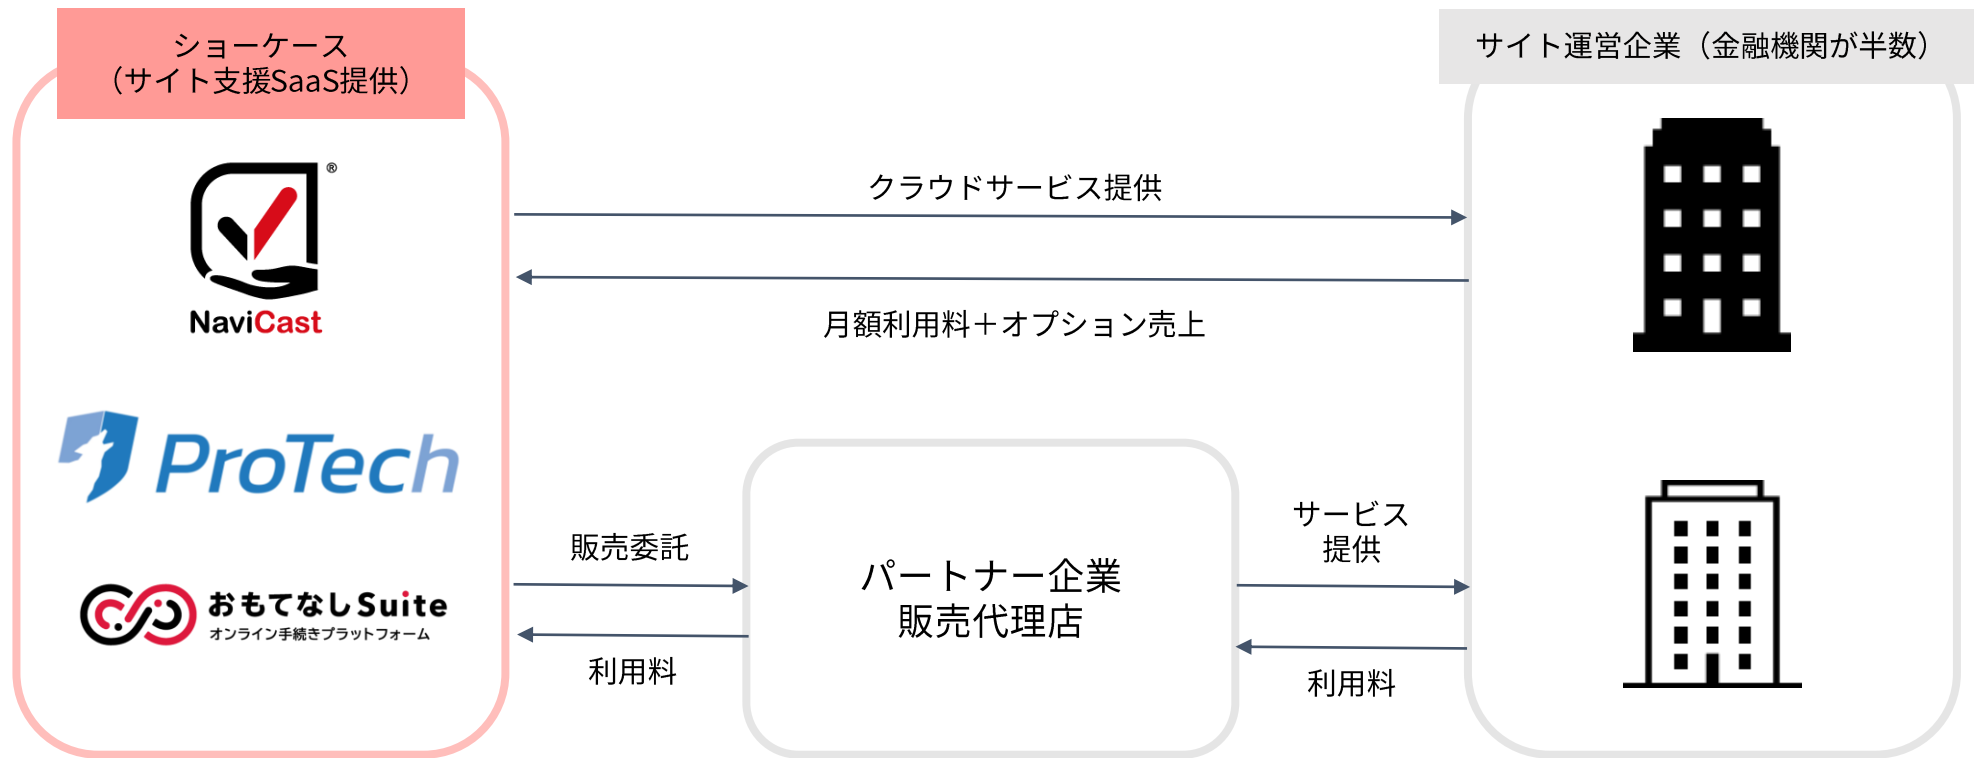 ショーケース
（サイト支援SaaS提供）
サイト運営企業（金融機関が半数）
®
NaviCast
ProTech
おもてなしSuite
オンライン手続きプラットフォーム
クラウドサービス提供
月額利用料＋オプション売上
販売委託
利用料
パートナー企業
販売代理店
サービス
提供
利用料